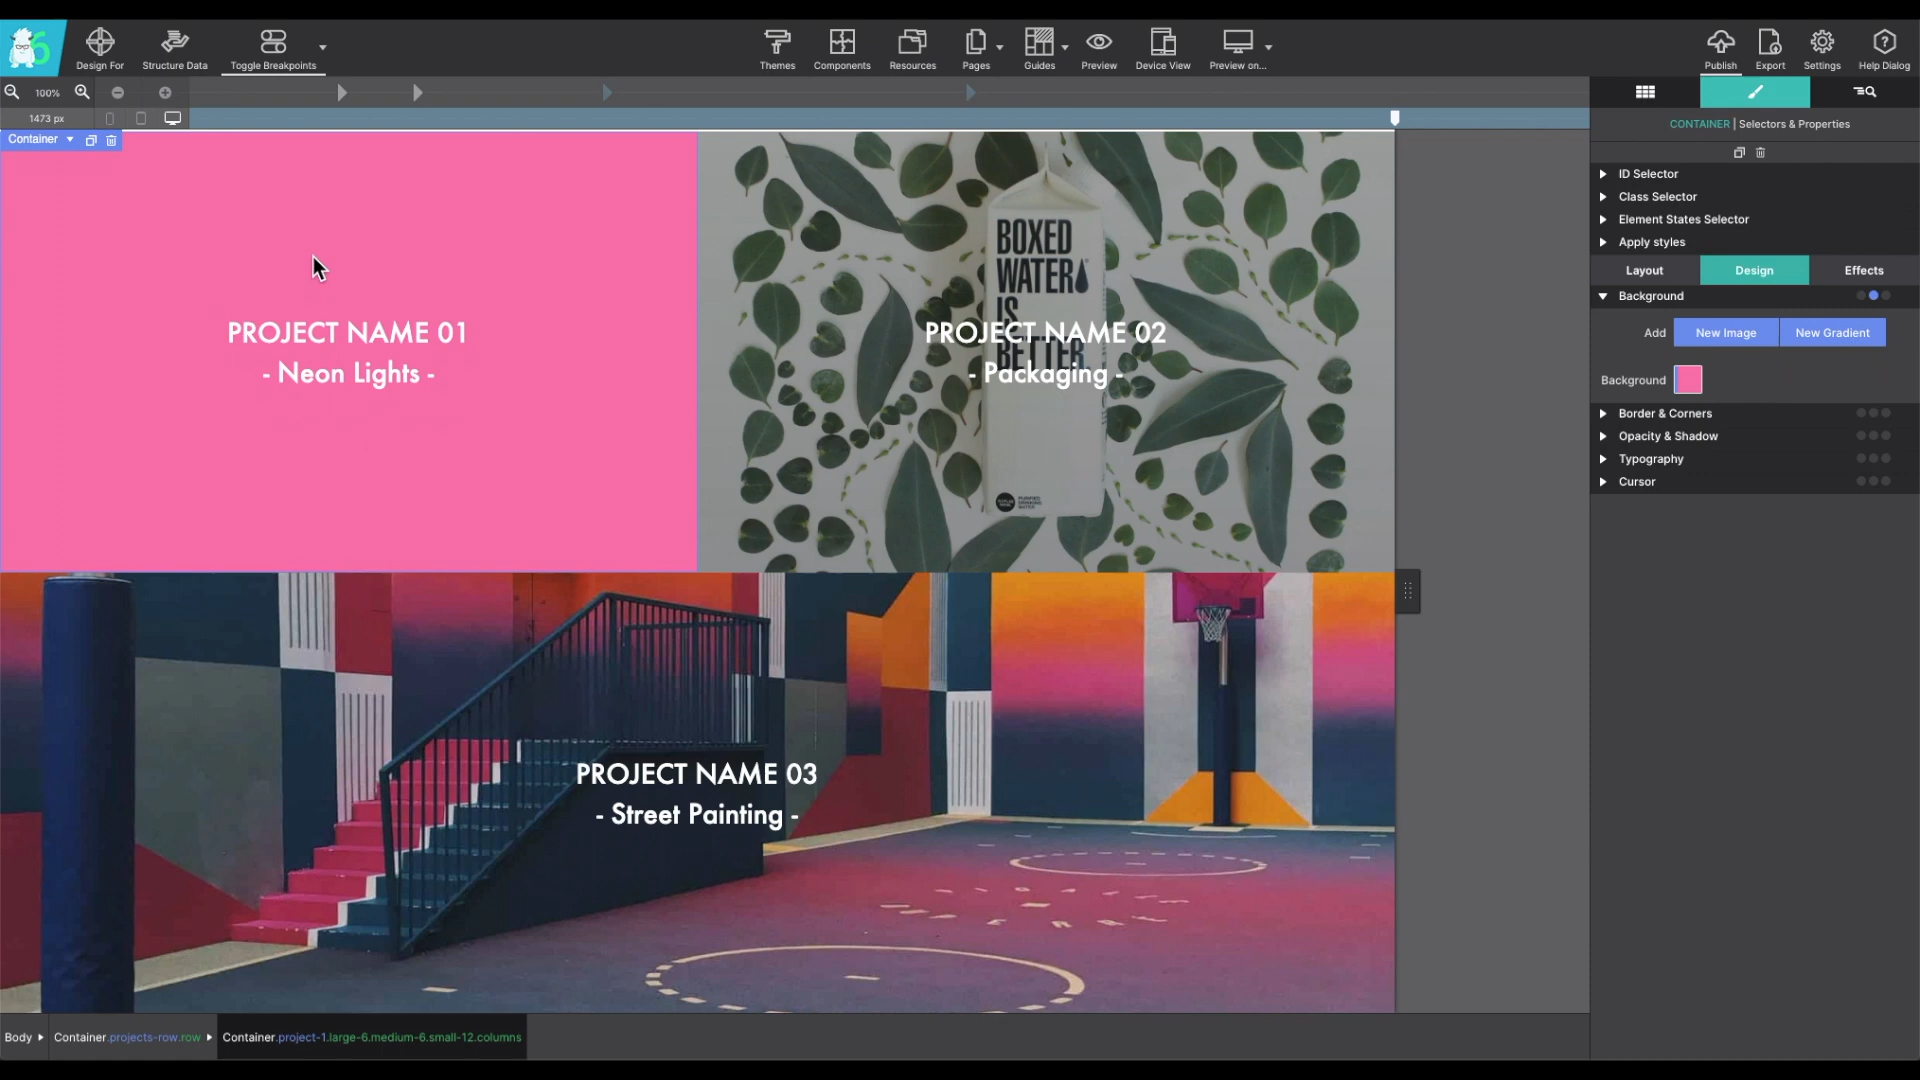 Design For
Structure Data
Toggle Breakpoints
Themes
Components
Resources
Pages
Guides
Preview
Device View
Preview on...
Publish
Export
Settings
Help Dialog
100%
1473 px
CONTAINER | Selectors & Properties
Container
ID Selector
Class Selector
Element States Selector
Apply styles
Layout
Design
Effects
Background
Add
New Image
New Gradient
Background
Border & Corners
Opacity & Shadow
Typography
Cursor
BOXED
WATER
IS
BETTER.
PROJECT NAME 01
- Neon Lights -
PROJECT NAME 02
- Packaging -
PROJECT NAME 03
- Street Painting -
Body
Container.projects-row.row
Container.project-1.large-6.medium-6.small-12.columns